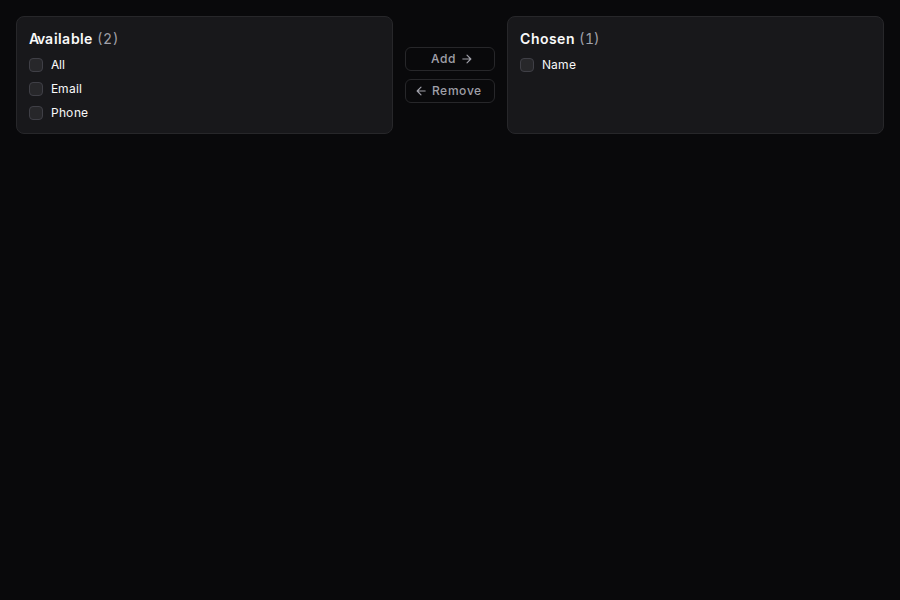 Available (2)
All
Email
Phone
Add →
← Remove
Chosen (1)
Name